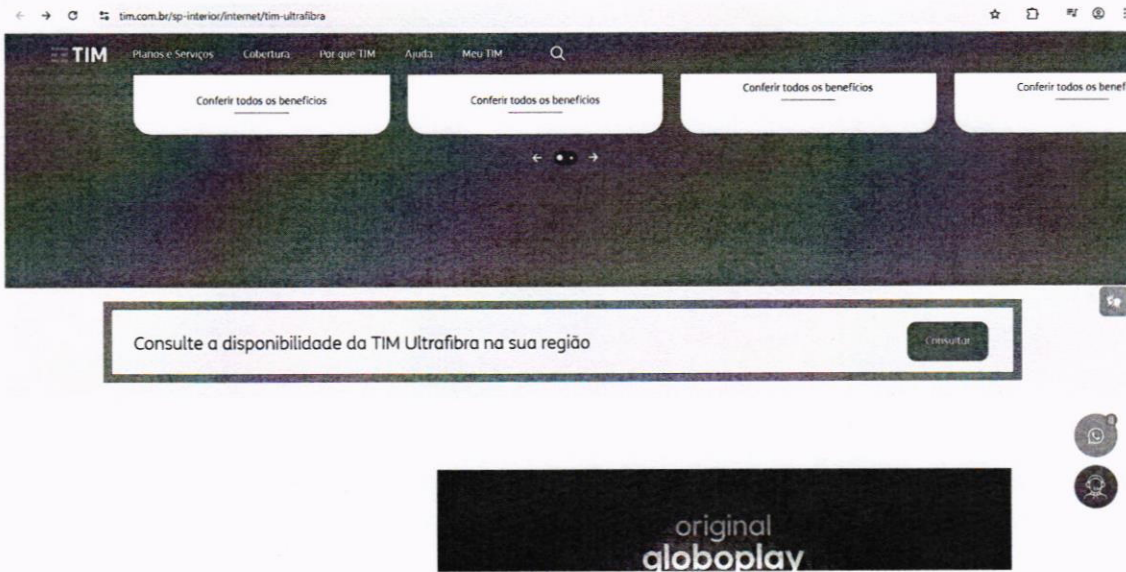 tim.com.br/sp-interior/internet/tim-ultrafibra
TIM Planos e Serviços Cobertura Por que TIM Ajuda Meu TIM
Conferir todos os benefícios Conferir todos os benefícios Conferir todos os benefícios Conferir todos os benef
Consulte a disponibilidade da TIM Ultrafibra na sua região Consultar
original
globoplay